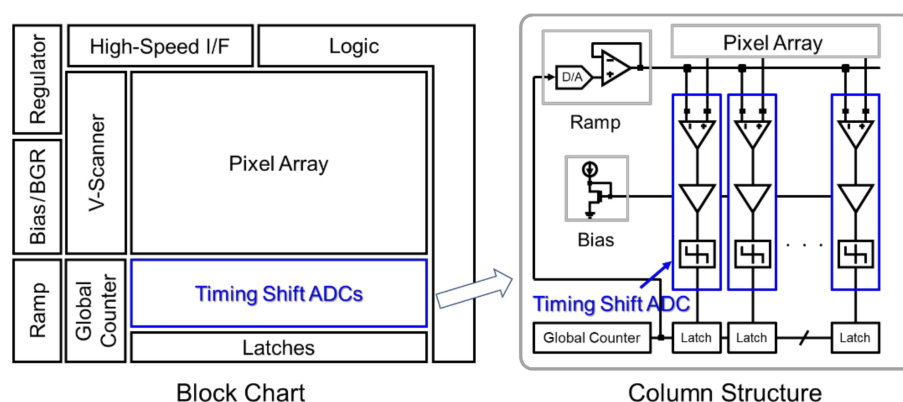 High-Speed I/F
Logic
Regulator
Bias/BGR
V-Scanner
Pixel Array
Ramp
Global
Counter
Timing Shift ADCs
Latches
Block Chart
Pixel Array
D/A
−
+
Ramp
I +
I +
I +
Bias
. . .
Timing Shift ADC
Global Counter
Latch
Latch
Latch
Column Structure